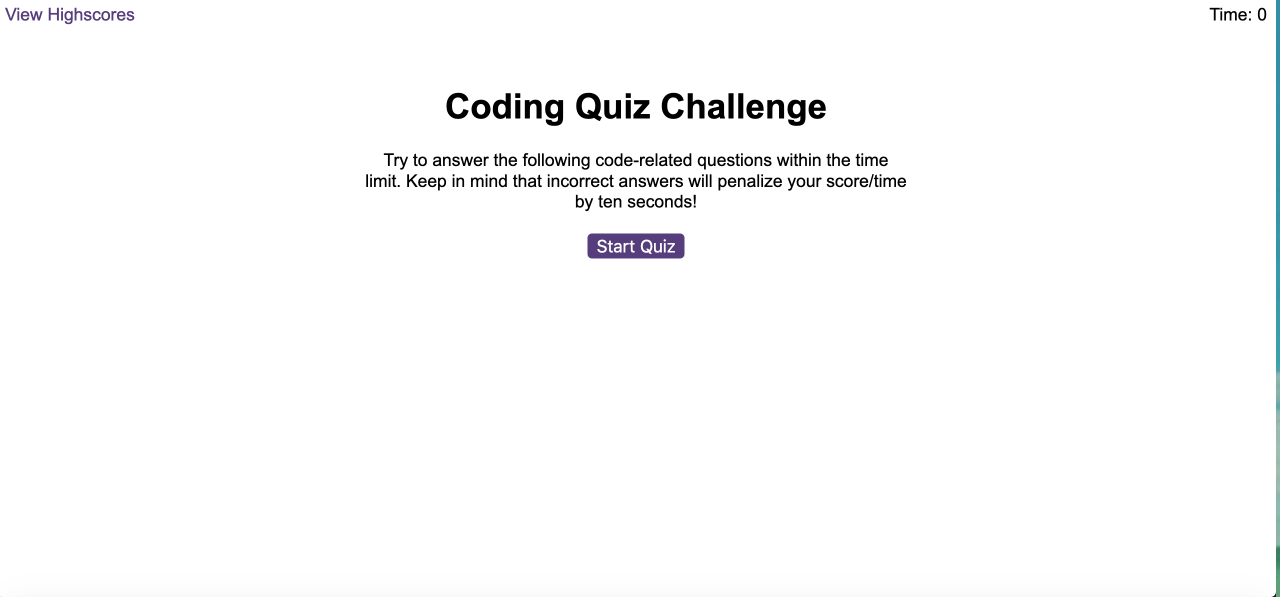 View Highscores
Time: 0
Coding Quiz Challenge
Try to answer the following code-related questions within the time
limit. Keep in mind that incorrect answers will penalize your score/time
by ten seconds!
Start Quiz